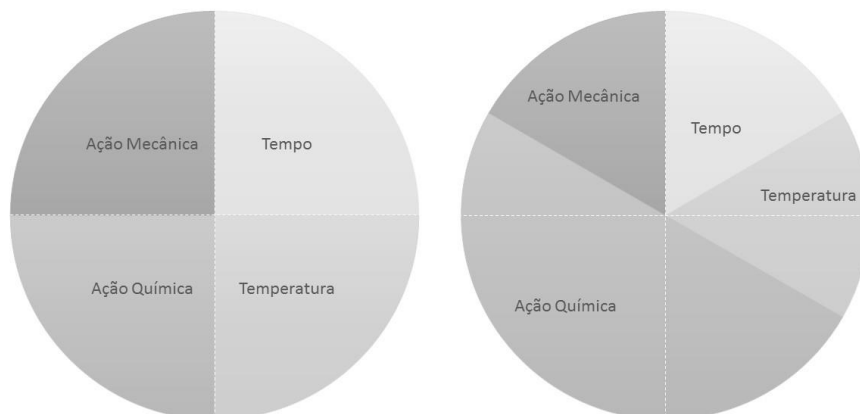 Ação Mecânica
Tempo
Ação Química
Temperatura
Ação Mecânica
Tempo
Temperatura
Ação Química